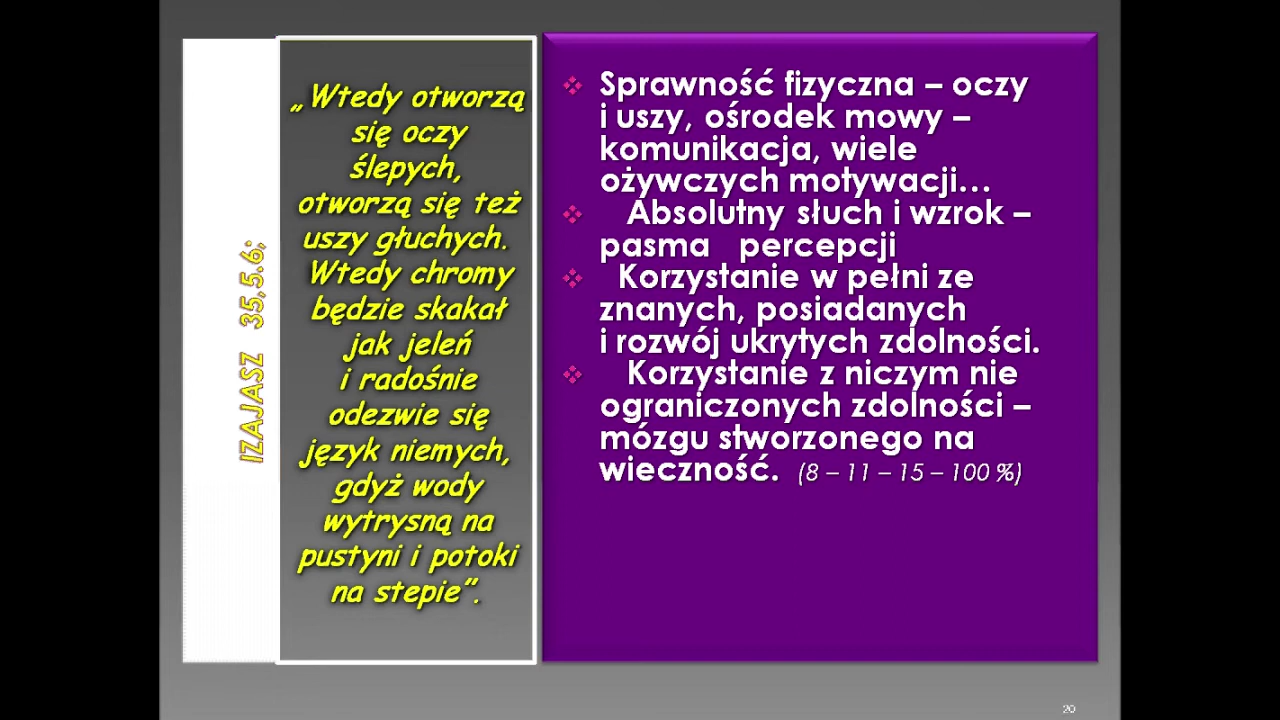 IZAJASZ 35,5.6;
„Wtedy otworzą
się oczy
ślepych,
otworzą się też
uszy głuchych.
Wtedy chromy
będzie skakał
jak jeleń
i radośnie
odezwie się
język niemych,
gdyż wody
wytrysną na
pustyni i potoki
na stepie”.
Sprawność fizyczna – oczy
i uszy, ośrodek mowy –
komunikacja, wiele
ożywczych motywacji…
Absolutny słuch i wzrok –
pasma percepcji
Korzystanie w pełni ze
znanych, posiadanych
i rozwój ukrytych zdolności.
Korzystanie z niczym nie
ograniczonych zdolności –
mózgu stworzonego na
wieczność. (8 – 11 – 15 – 100 %)
20